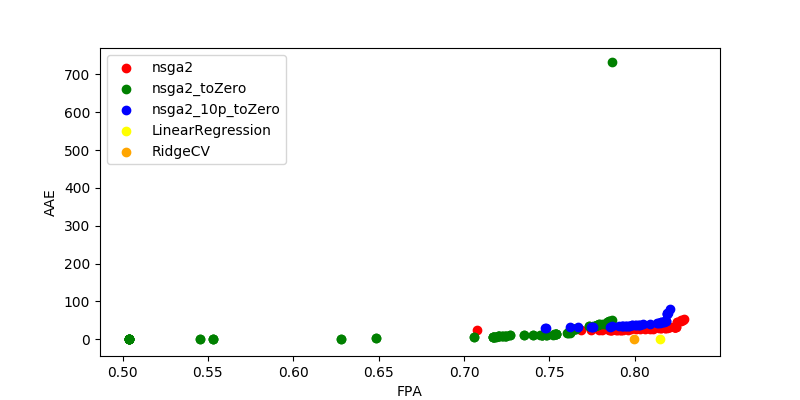 700
600
500
400
300
200
100
0
AAE
nsga2
nsga2_toZero
nsga2_10p_toZero
LinearRegression
RidgeCV
0.50 0.55 0.60 0.65 0.70 0.75 0.80
FPA